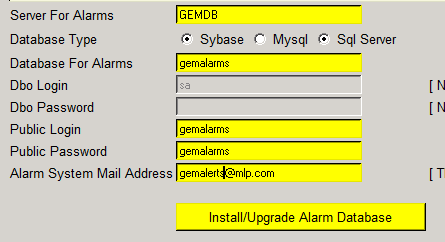 Server For Alarms GEMDB
Database Type Sybase Mysql Sql Server
Database For Alarms gemalarms
Dbo Login sa [ N
Dbo Password [ N
Public Login gemalarms
Public Password gemalarms
Alarm System Mail Address gemalerts@mlp.com [ T
Install/Upgrade Alarm Database